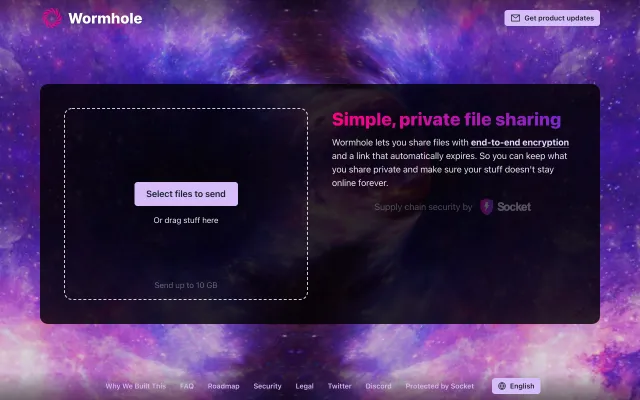 Wormhole
Get product updates
Select files to send
Or drag stuff here
Send up to 10 GB
Simple, private file sharing
Wormhole lets you share files with end-to-end encryption
and a link that automatically expires. So you can keep what
you share private and make sure your stuff doesn't stay
online forever.
Supply chain security by Socket
Why We Built This FAQ Roadmap Security Legal Twitter Discord Protected by Socket English